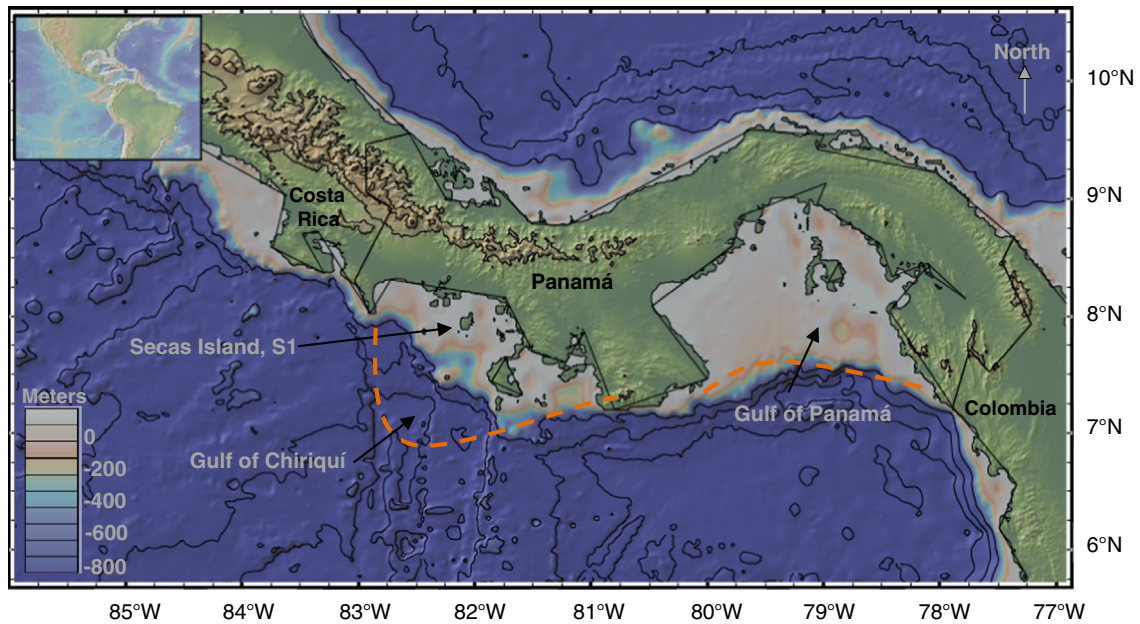 North
10°N
Costa
Rica
9°N
Panamá
8°N
Secas Island, S1
Meters
0
-200
-400
-600
-800
Gulf of Panamá
Colombia
7°N
Gulf of Chiriquí
6°N
85°W
84°W
83°W
82°W
81°W
80°W
79°W
78°W
77°W